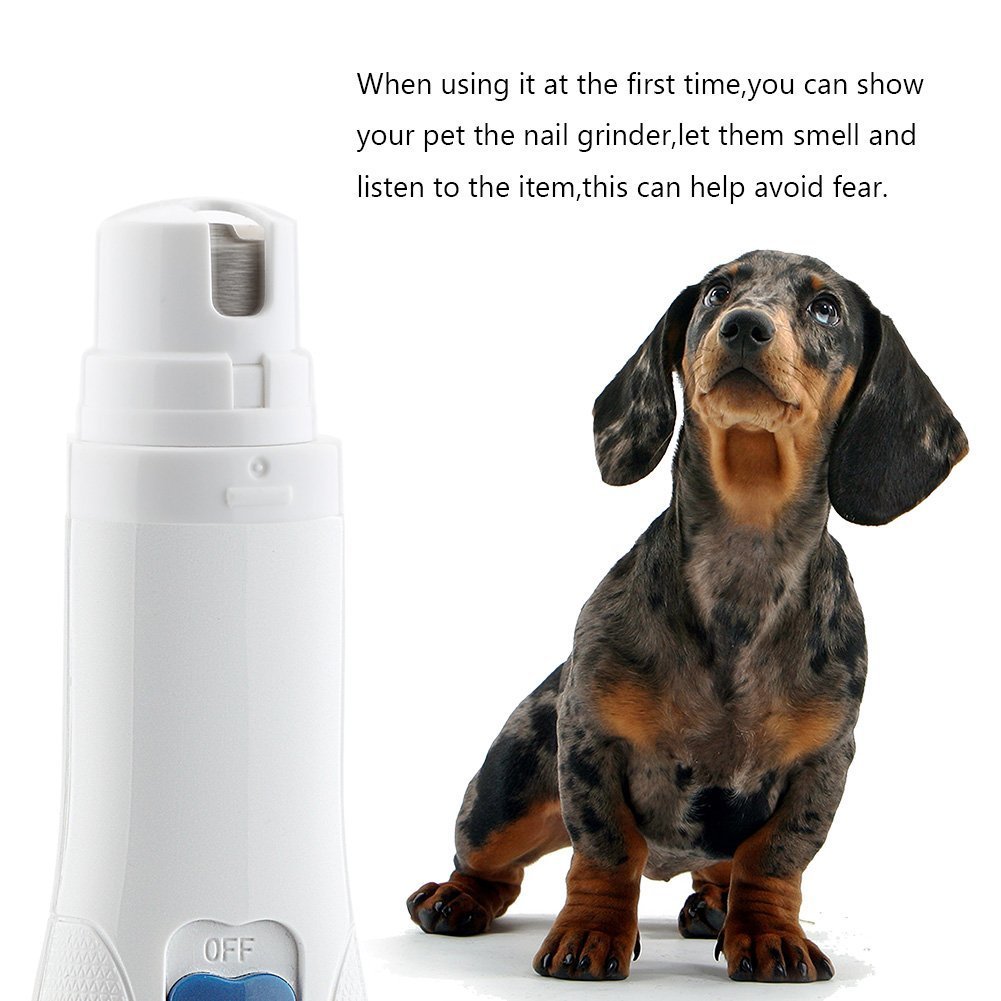 When using it at the first time,you can show
your pet the nail grinder,let them smell and
listen to the item,this can help avoid fear.
OFF